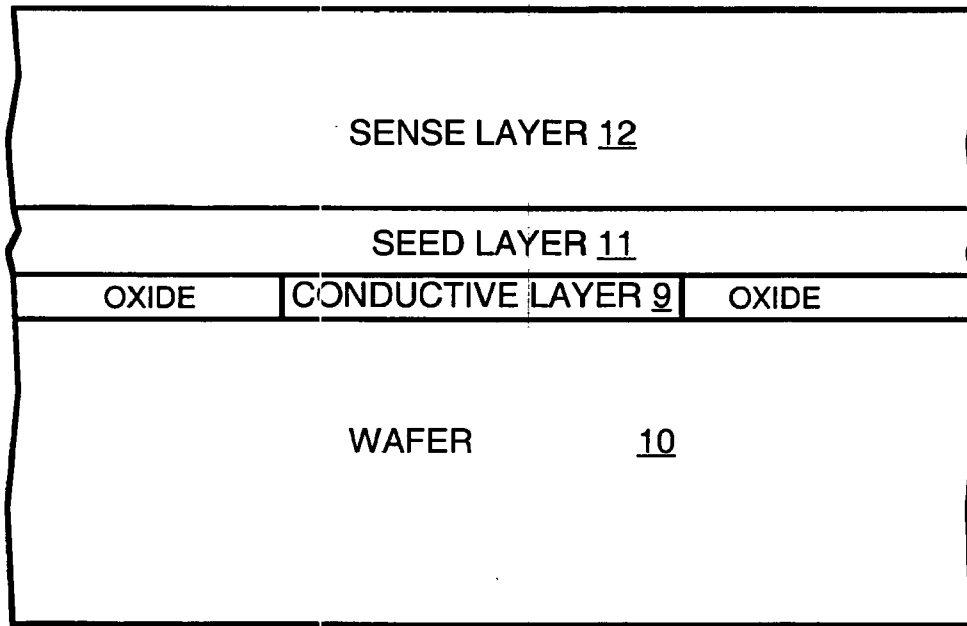 SENSE LAYER 12
SEED LAYER 11
OXIDE CONDUCTIVE LAYER 9 OXIDE
WAFER 10